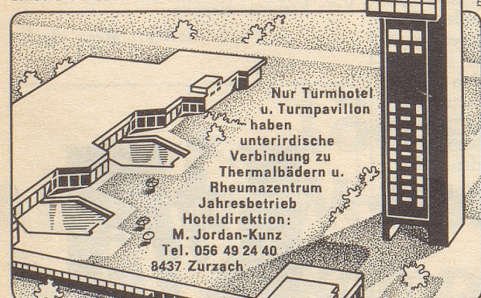 Nur Turmhotel
u. Turmpavillon
haben
unterirdische
Verbindung zu
Thermalbädern u.
Rheumazentrum
Jahresbetrieb
Hoteldirektion:
M. Jordan-Kunz
Tel. 056 49 24 40
8437 Zurzach